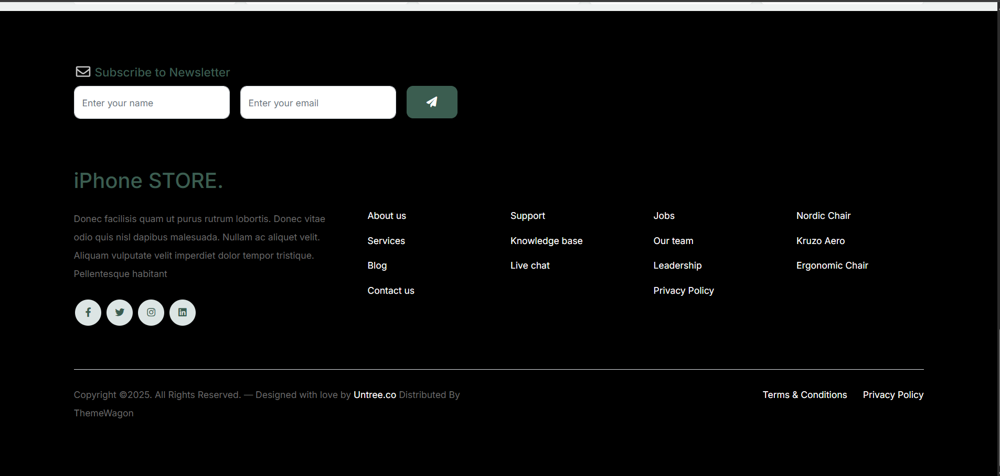 Subscribe to Newsletter
Enter your name
Enter your email
iPhone STORE.
Donec facilisis quam ut purus rutrum lobortis. Donec vitae
odio quis nisl dapibus malesuada. Nullam ac aliquet velit.
Aliquam vulputate velit imperdiet dolor tempor tristique.
Pellentesque habitant
About us
Services
Blog
Contact us
Support
Knowledge base
Live chat
Jobs
Our team
Leadership
Privacy Policy
Nordic Chair
Kruzo Aero
Ergonomic Chair
Copyright ©2025. All Rights Reserved. — Designed with love by Untree.co Distributed By
ThemeWagon
Terms & Conditions
Privacy Policy